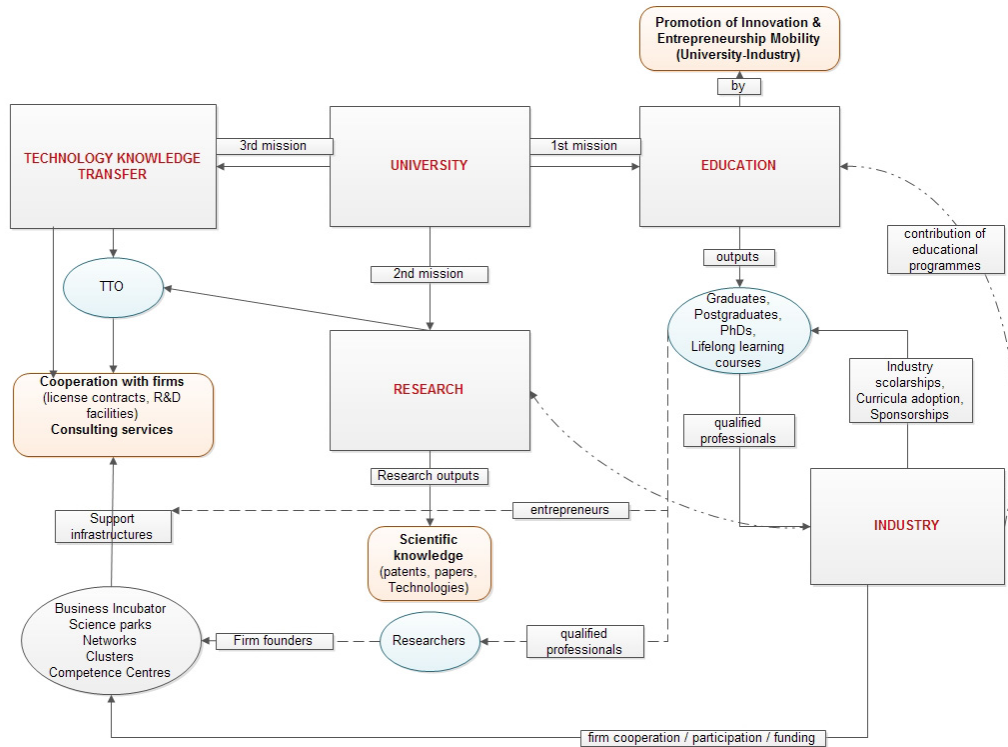 Promotion of Innovation &
Entrepreneurship Mobility
(University-Industry)
by
TECHNOLOGY KNOWLEDGE
TRANSFER
3rd mission
UNIVERSITY
1st mission
EDUCATION
contribution of
educational
programmes
outputs
2nd mission
TTO
Graduates,
Postgraduates,
PhDs,
Lifelong learning
courses
Cooperation with firms
(license contracts, R&D
facilities)
Consulting services
RESEARCH
Industry
scolarships,
Curricula adoption,
Sponsorships
qualified
professionals
Research outputs
entrepreneurs
Support
infrastructures
INDUSTRY
Scientific
knowledge
(patents, papers,
Technologies)
Business Incubator
Science parks
Networks
Clusters
Competence Centres
Firm founders
Researchers
qualified
professionals
firm cooperation / participation / funding